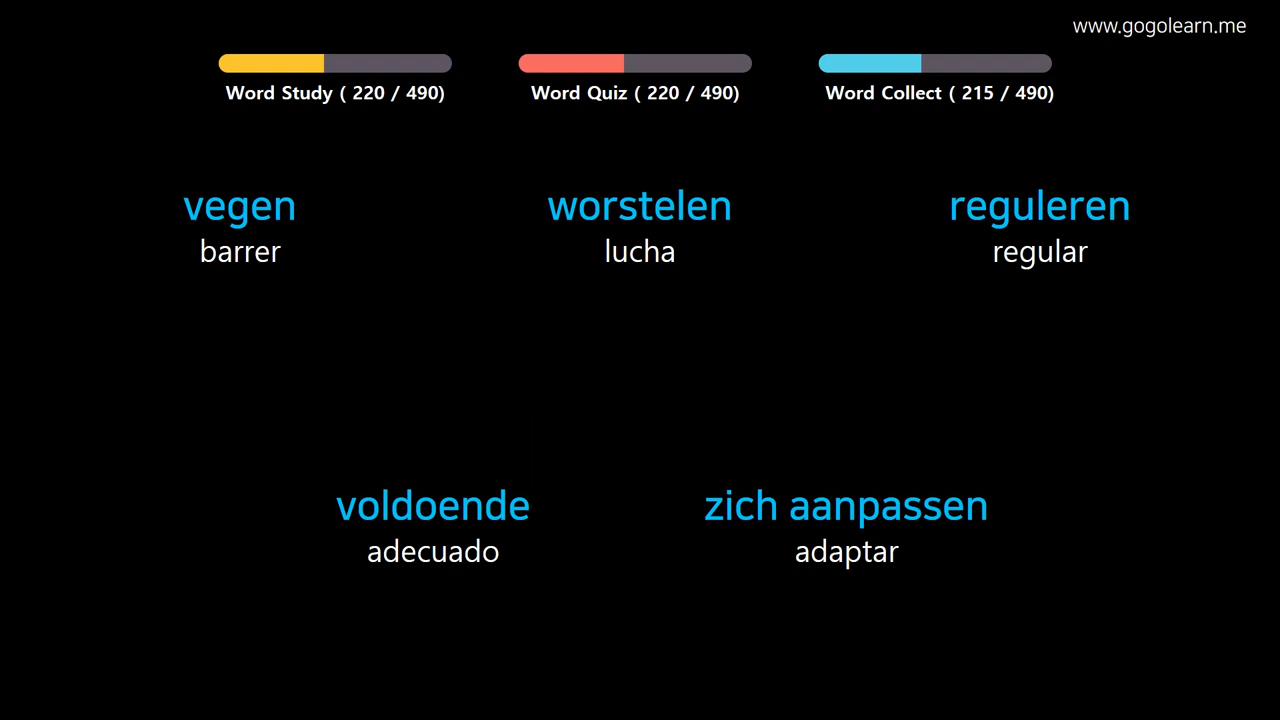 www.gogolearn.me
Word Study ( 220 / 490)
Word Quiz ( 220 / 490)
Word Collect ( 215 / 490)
vegen
barrer
worstelen
lucha
reguleren
regular
voldoende
adecuado
zich aanpassen
adaptar